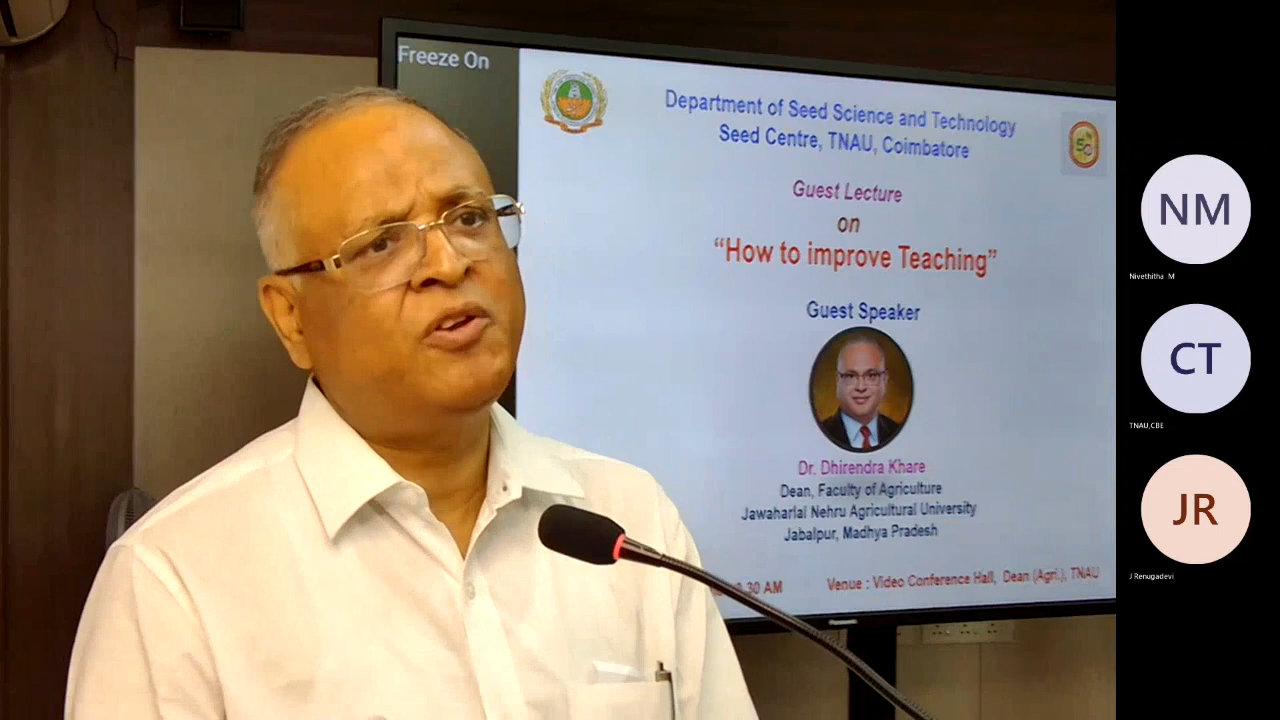 Freeze On
Department of Seed Science and Technology
Seed Centre, TNAU, Coimbatore
Guest Lecture
on
“How to improve Teaching”
Guest Speaker
Dr. Dhirendra Khare
Dean, Faculty of Agriculture
Jawaharlal Nehru Agricultural University
Jabalpur, Madhya Pradesh
.30 AM
Venue : Video Conference Hall, Dean (Agri.), TNAU
NM
Nivethitha M
CT
TNAU,CBE
JR
J Renugadevi